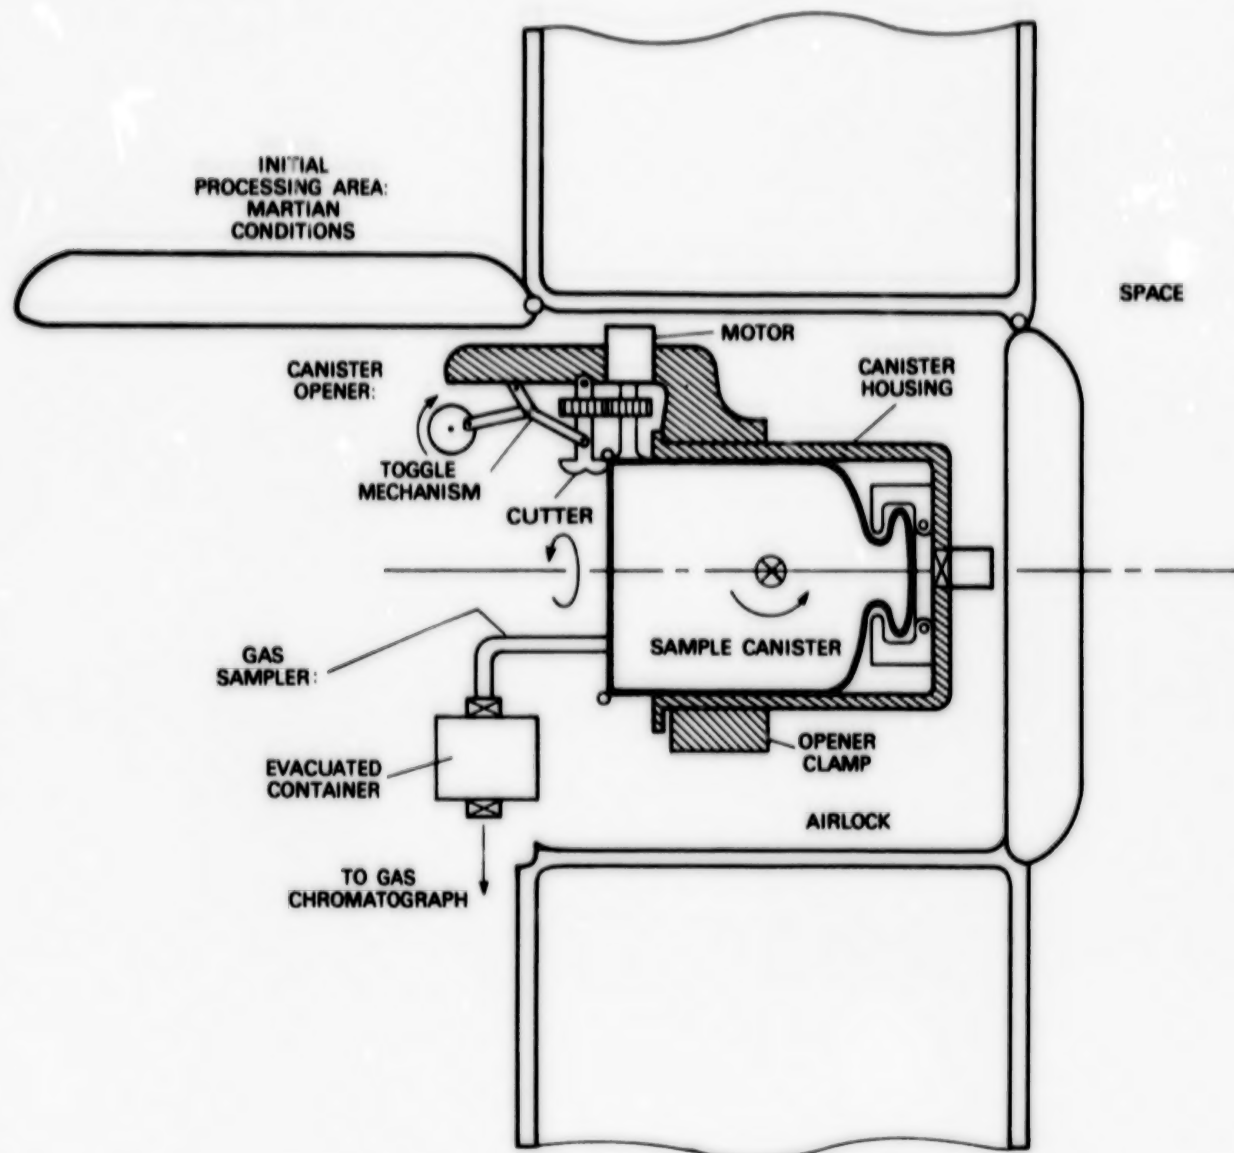 INITIAL
PROCESSING AREA:
MARTIAN
CONDITIONS
SPACE
MOTOR
CANISTER
OPENER:
CANISTER
HOUSING
TOGGLE
MECHANISM
CUTTER
GAS
SAMPLER:
SAMPLE CANISTER
EVACUATED
CONTAINER
OPENER
CLAMP
AIRLOCK
TO GAS
CHROMATOGRAPH